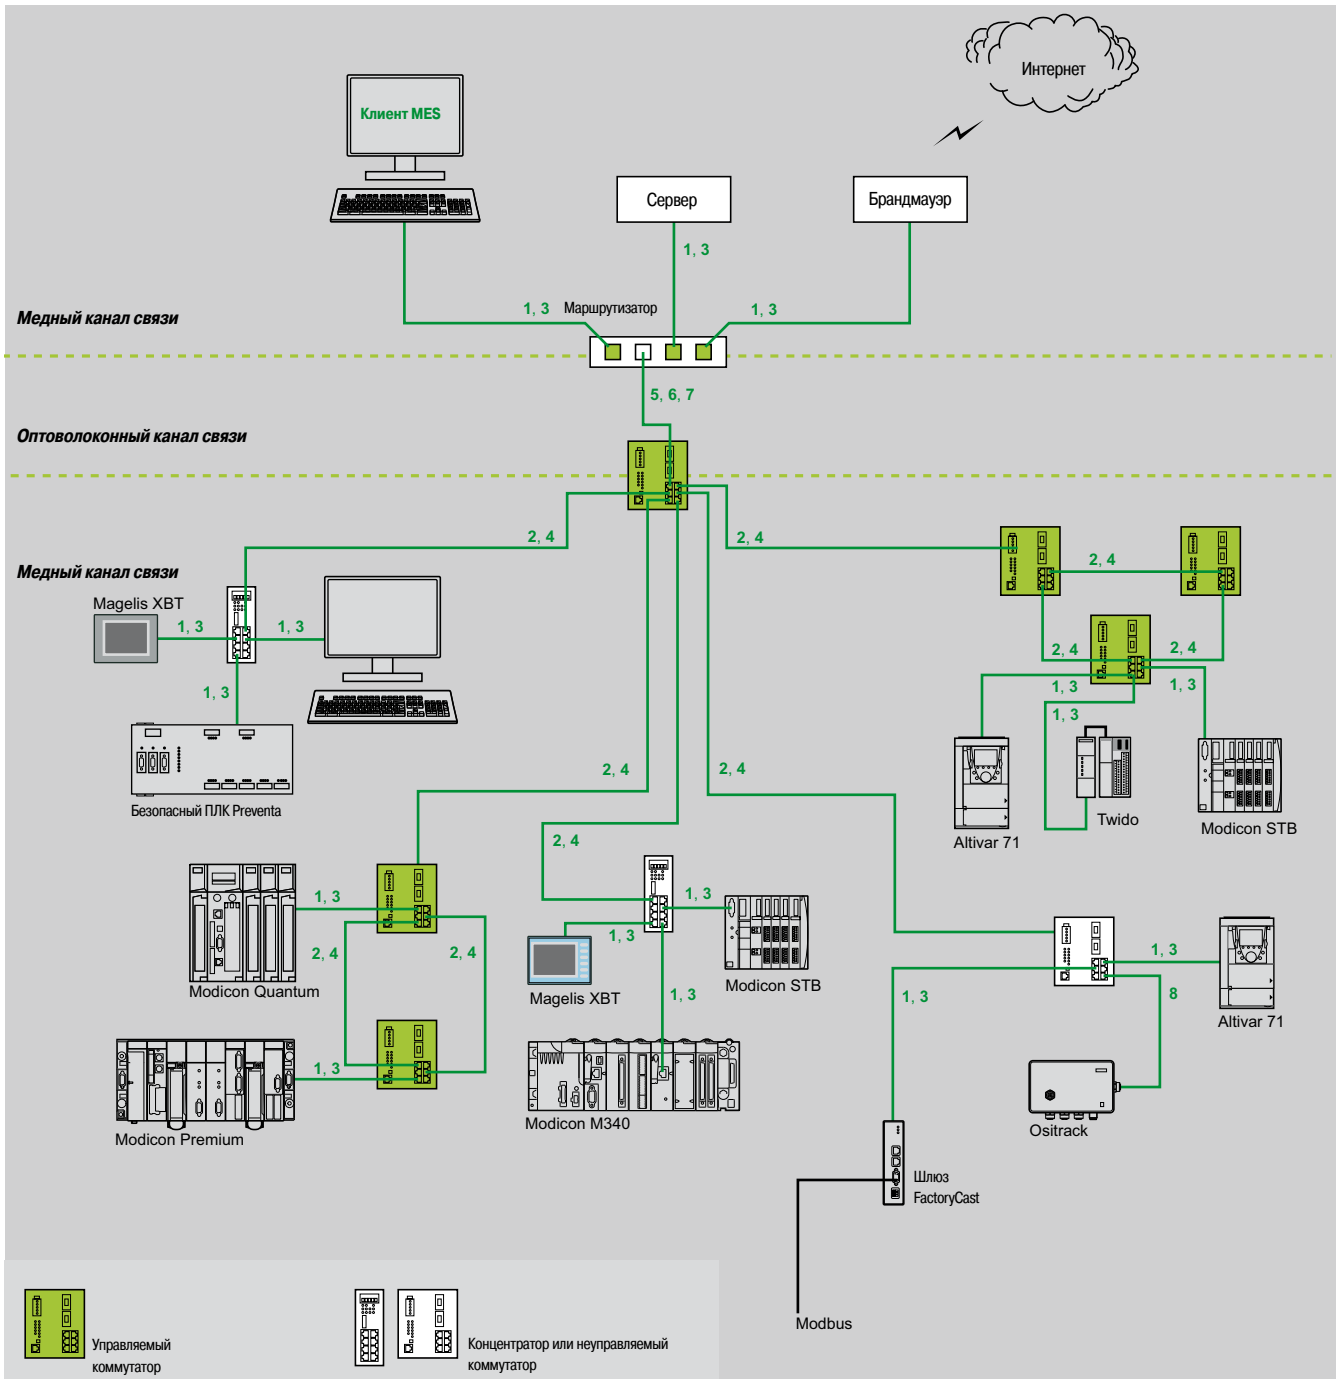 Интернет
Клиент MES
Сервер
Брандмауэр
1, 3
Медный канал связи
1, 3
Маршрутизатор
1, 3
5, 6, 7
Оптоволоконный канал связи
2, 4
2, 4
2, 4
Медный канал связи
Magelis XBT
1, 3
1, 3
2, 4
2, 4
1, 3
1, 3
1, 3
1, 3
Безопасный ПЛК Preventa
2, 4
2, 4
Altivar 71
Twido
Modicon STB
2, 4
1, 3
1, 3
1, 3
2, 4
2, 4
Modicon Quantum
Magelis XBT
Modicon STB
1, 3
1, 3
1, 3
8
Altivar 71
1, 3
Modicon Premium
Modicon M340
Ositrack
Шлюз
FactoryCast
Modbus
Управляемый
коммутатор
Концентратор или неуправляемый
коммутатор